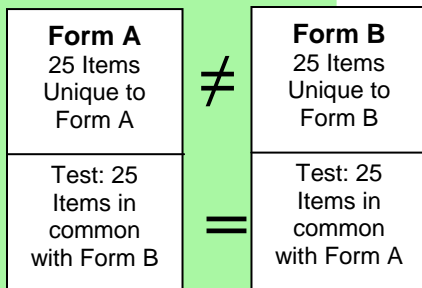 Form A
25 Items
Unique to
Form A
≠
Form B
25 Items
Unique to
Form B
Test: 25
Items in
common
with Form B
=
Test: 25
Items in
common
with Form A